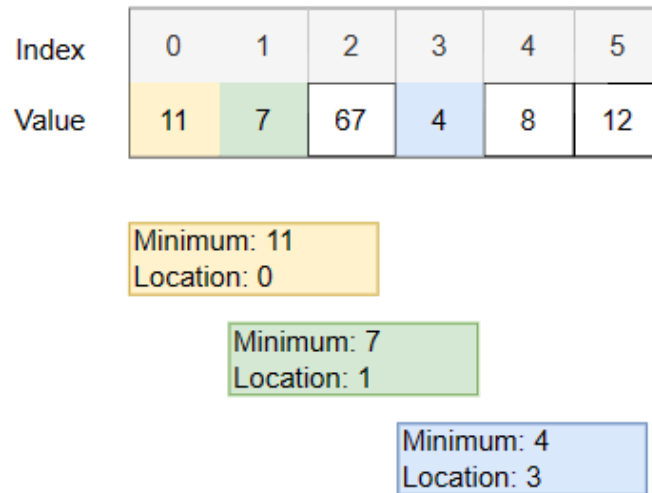 Index 0 1 2 3 4 5
Value 11 7 67 4 8 12
Minimum: 11
Location: 0
Minimum: 7
Location: 1
Minimum: 4
Location: 3